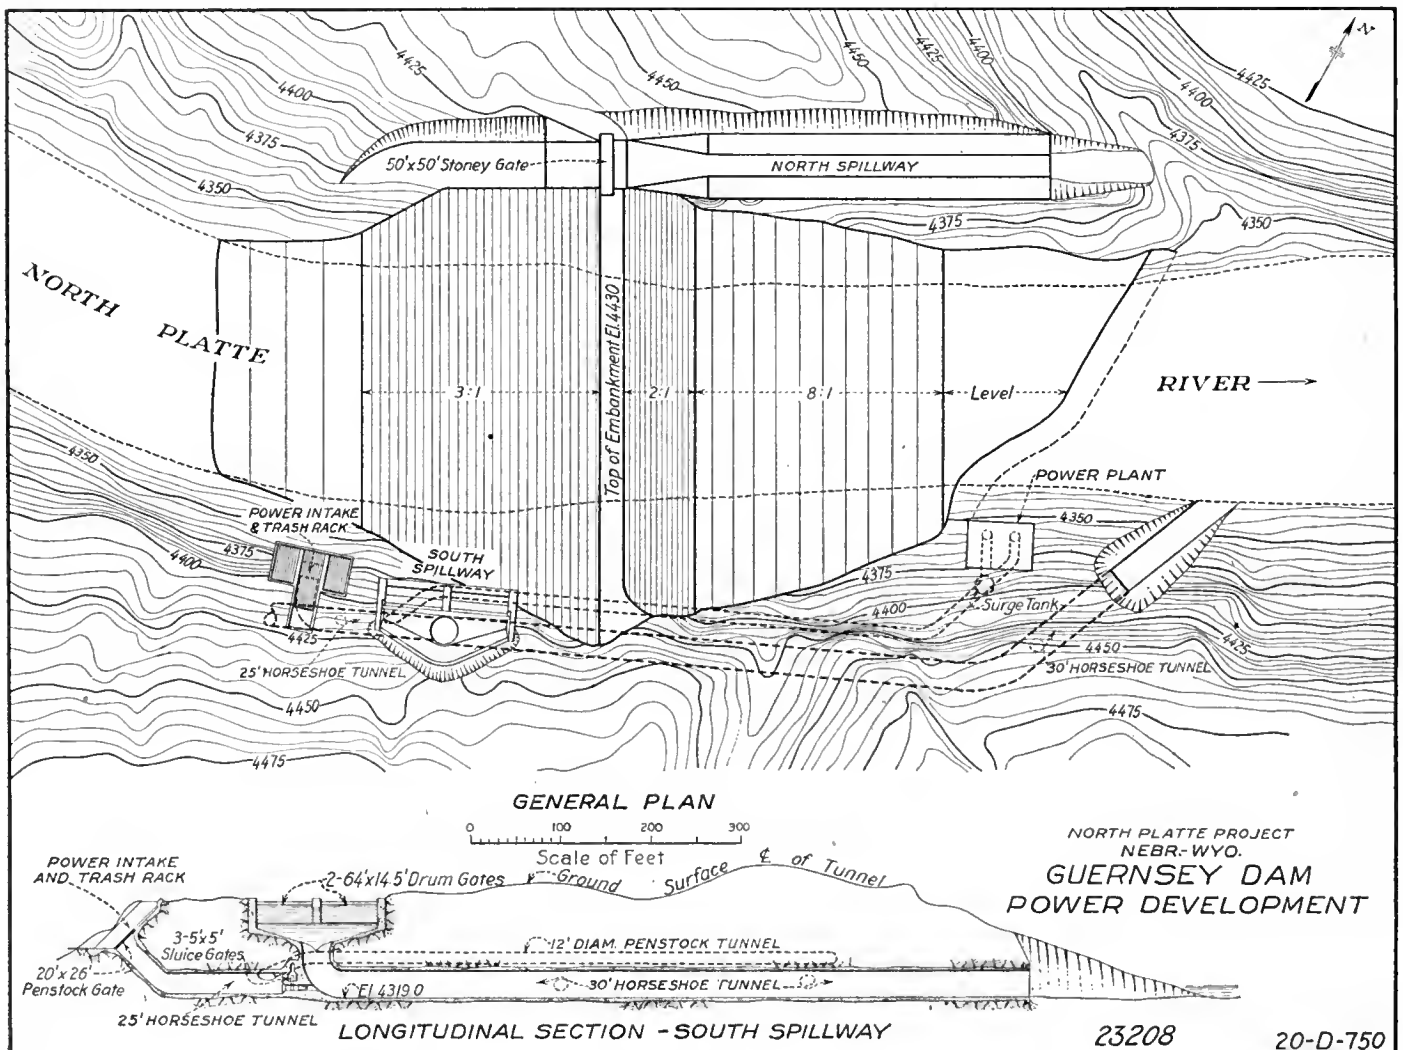 N
4425
4400
4375
4350
4450
4450
4425
4400
4425
4400
4375
4350
4375
50'x50' Stoney Gate
NORTH SPILLWAY
NORTH
PLATTE
RIVER
Top of Embankment El. 4430
3:1
2:1
8:1
Level
4350
POWER INTAKE
& TRASH RACK
4375
4400
4425
SOUTH
SPILLWAY
25' HORSESHOE TUNNEL
4450
4475
POWER PLANT
4350
4375
4400
Surge Tank
4450
4425
30' HORSESHOE TUNNEL
4475
GENERAL PLAN
0 100 200 300
Scale of Feet
NORTH PLATTE PROJECT
NEBR.-WYO.
GUERNSEY DAM
POWER DEVELOPMENT
POWER INTAKE
AND TRASH RACK
2-64'x14.5' Drum Gates
Ground Surface ℄ of Tunnel
3-5'x5'
Sluice Gates
12' DIAM. PENSTOCK TUNNEL
20'x26'
Penstock Gate
El. 4319.0
30' HORSESHOE TUNNEL
25' HORSESHOE TUNNEL
LONGITUDINAL SECTION - SOUTH SPILLWAY
23208
20-D-750